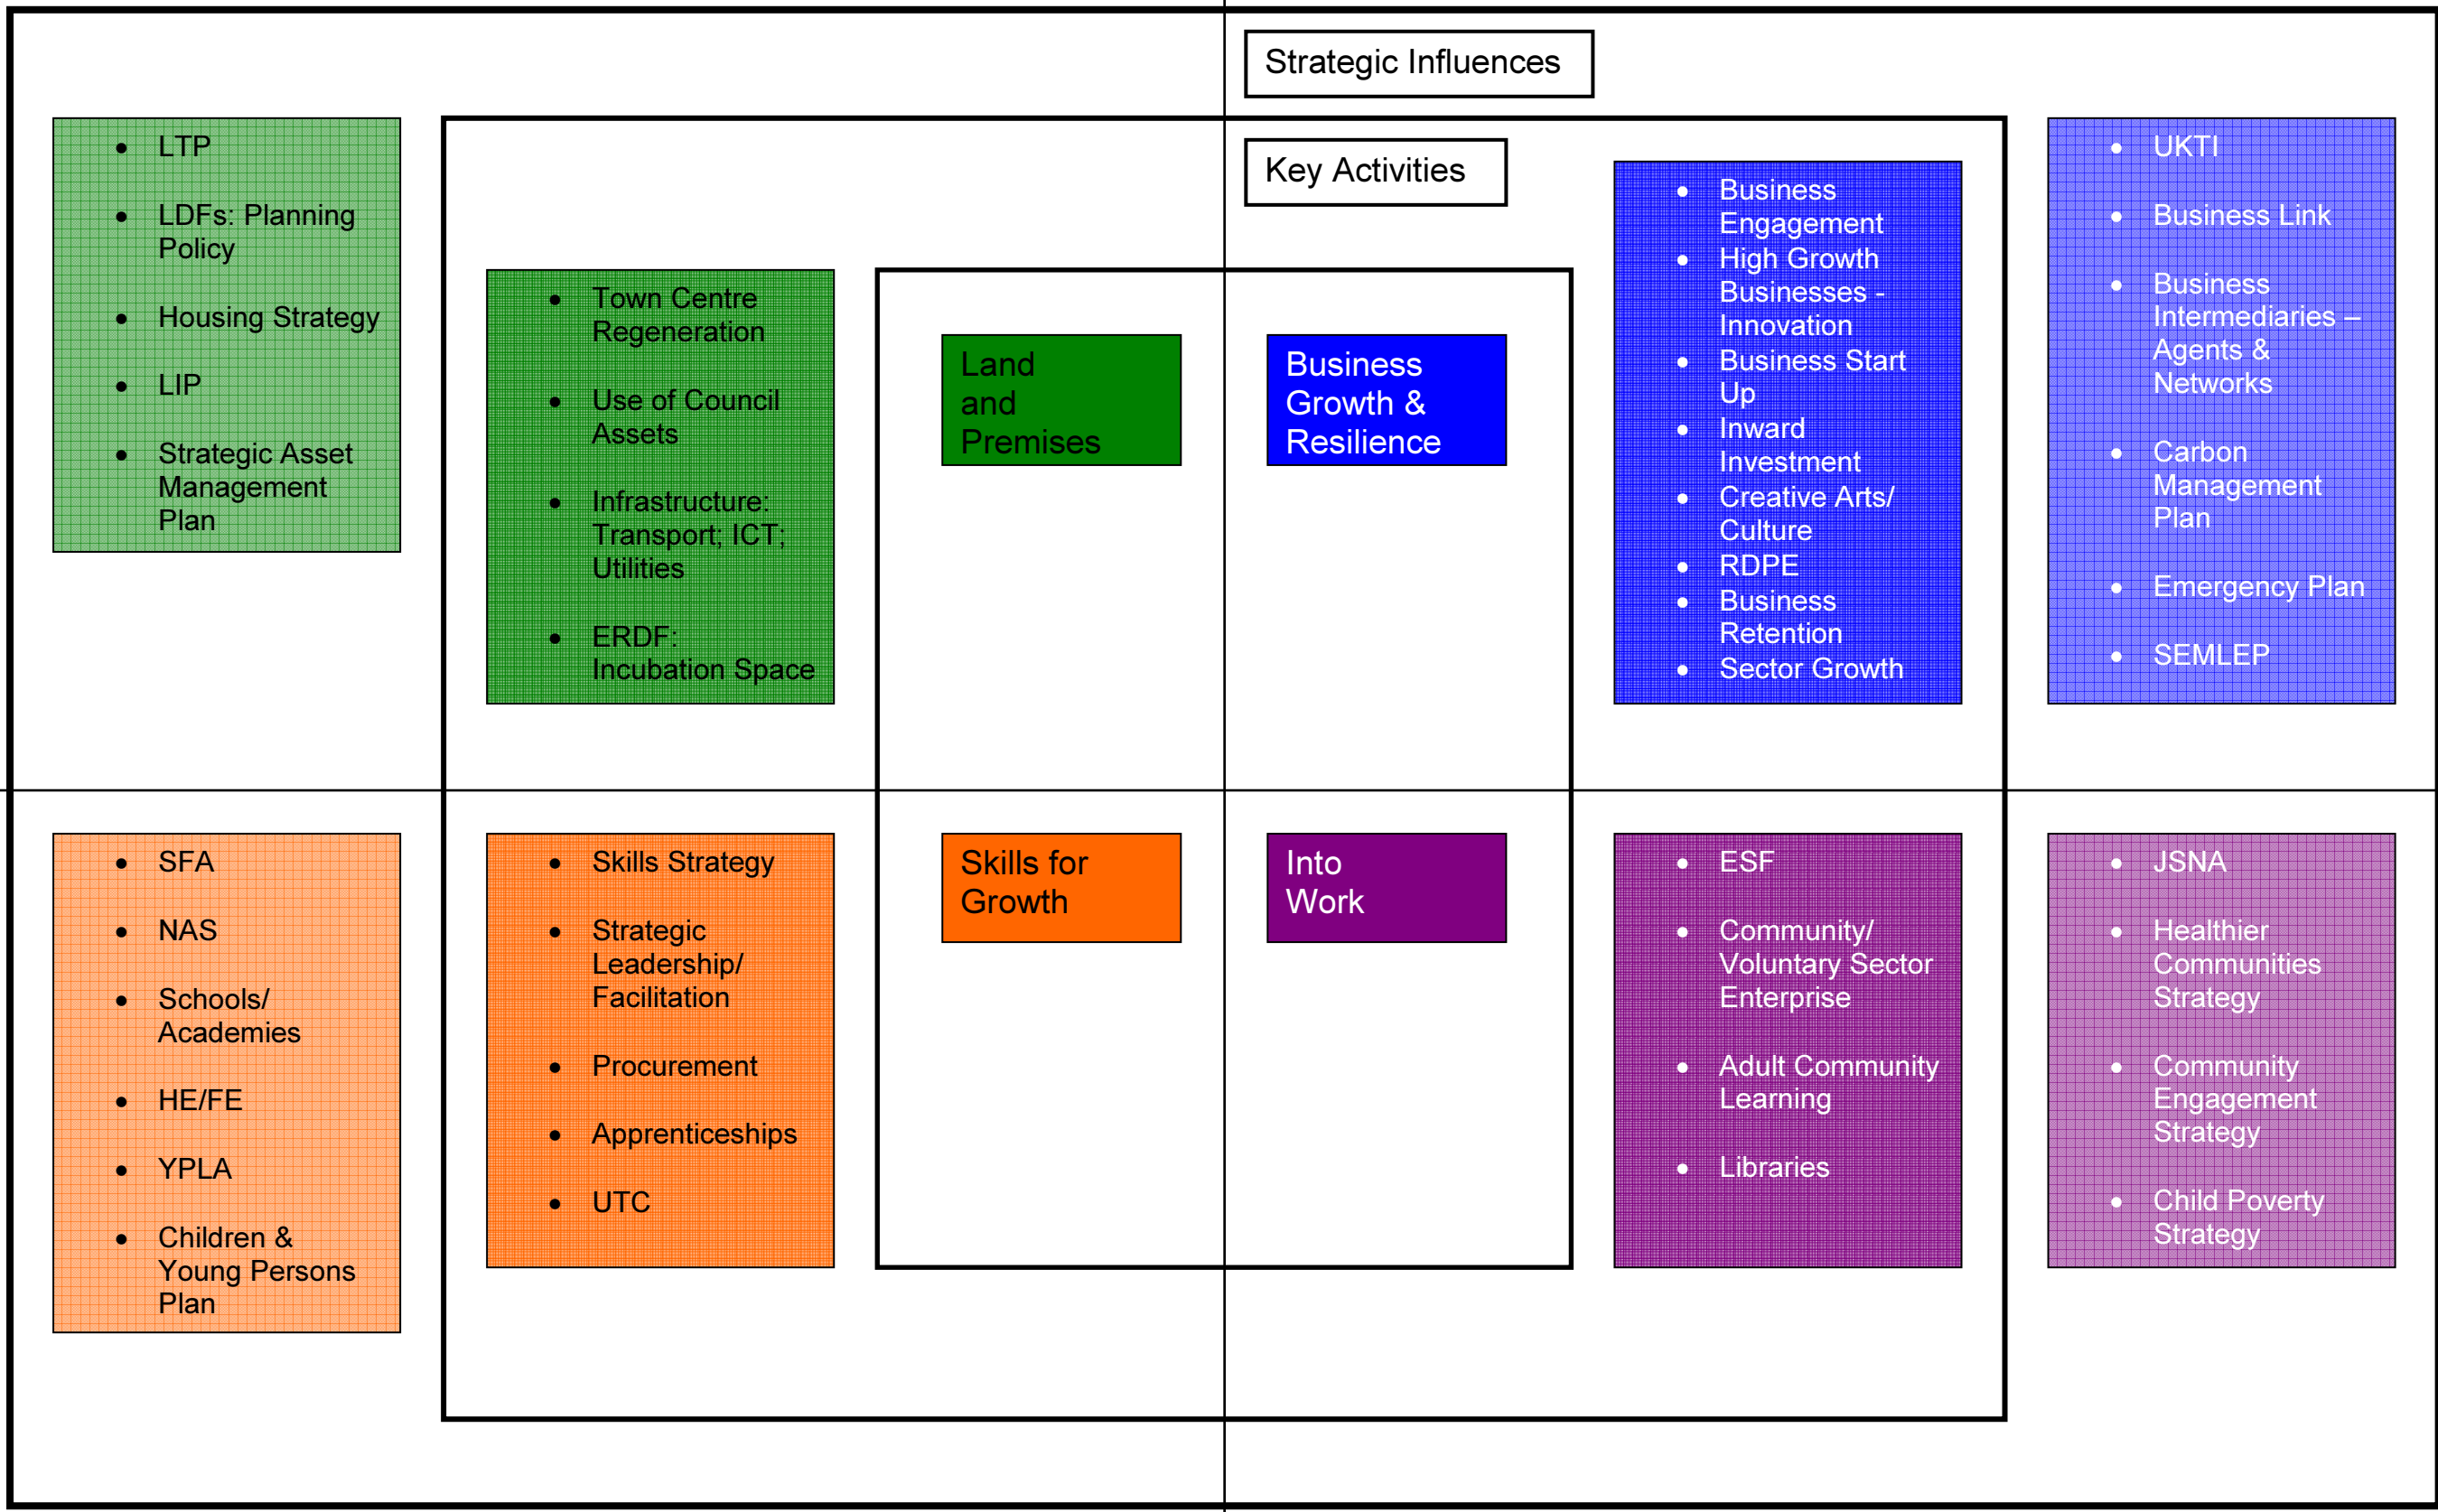 Strategic Influences
Key Activities
• LTP
• LDFs: Planning
Policy
• Housing Strategy
• LIP
• Strategic Asset
Management
Plan
• Town Centre
Regeneration
• Use of Council
Assets
• Infrastructure:
Transport; ICT;
Utilities
• ERDF:
Incubation Space
Land
and
Premises
Business
Growth &
Resilience
• Business
Engagement
• High Growth
Businesses -
Innovation
• Business Start
Up
• Inward
Investment
• Creative Arts/
Culture
• RDPE
• Business
Retention
• Sector Growth
• UKTI
• Business Link
• Business
Intermediaries –
Agents &
Networks
• Carbon
Management
Plan
• Emergency Plan
• SEMLEP
• SFA
• NAS
• Schools/
Academies
• HE/FE
• YPLA
• Children &
Young Persons
Plan
• Skills Strategy
• Strategic
Leadership/
Facilitation
• Procurement
• Apprenticeships
• UTC
Skills for
Growth
Into
Work
• ESF
• Community/
Voluntary Sector
Enterprise
• Adult Community
Learning
• Libraries
• JSNA
• Healthier
Communities
Strategy
• Community
Engagement
Strategy
• Child Poverty
Strategy